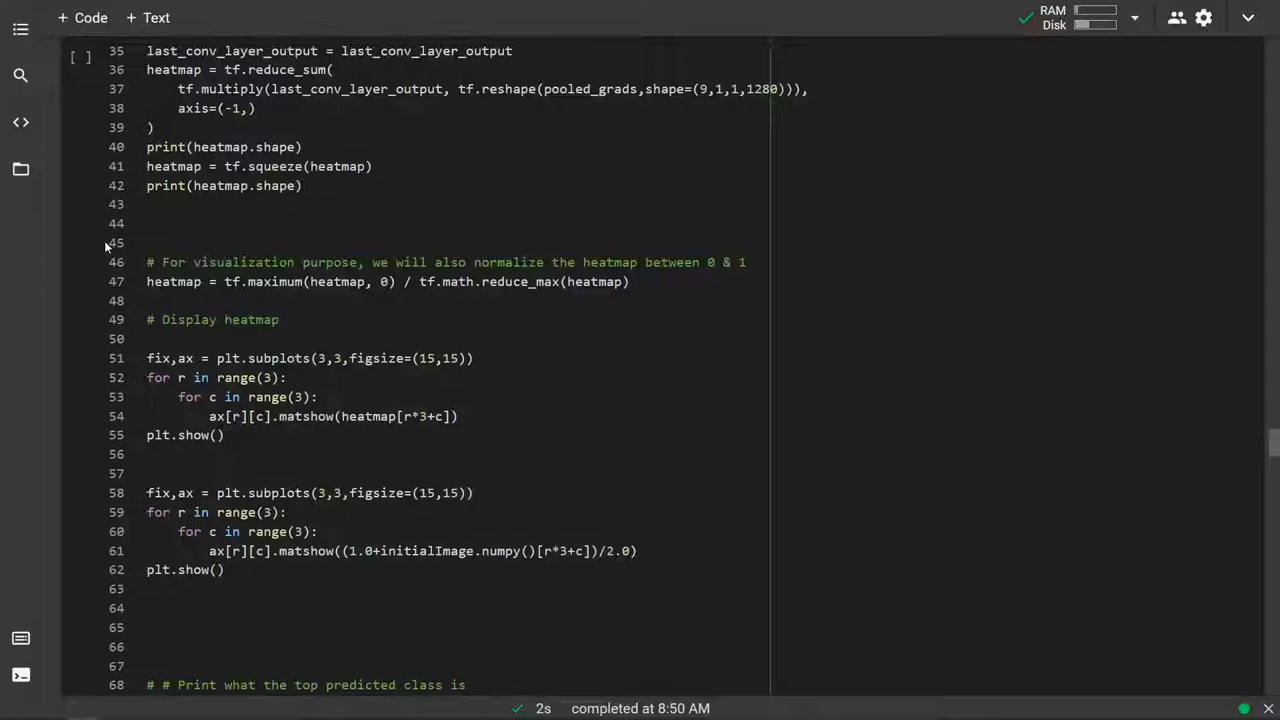 + Code + Text
RAM
Disk
[ ]
35 last_conv_layer_output = last_conv_layer_output
36 heatmap = tf.reduce_sum(
37     tf.multiply(last_conv_layer_output, tf.reshape(pooled_grads,shape=(9,1,1,1280))),
38     axis=(-1,)
39 )
40 print(heatmap.shape)
41 heatmap = tf.squeeze(heatmap)
42 print(heatmap.shape)
43
44
45
46 # For visualization purpose, we will also normalize the heatmap between 0 & 1
47 heatmap = tf.maximum(heatmap, 0) / tf.math.reduce_max(heatmap)
48
49 # Display heatmap
50
51 fix,ax = plt.subplots(3,3,figsize=(15,15))
52 for r in range(3):
53     for c in range(3):
54         ax[r][c].matshow(heatmap[r*3+c])
55 plt.show()
56
57
58 fix,ax = plt.subplots(3,3,figsize=(15,15))
59 for r in range(3):
60     for c in range(3):
61         ax[r][c].matshow((1.0+initialImage.numpy()[r*3+c])/2.0)
62 plt.show()
63
64
65
66
67
68 # # Print what the top predicted class is
2s completed at 8:50 AM